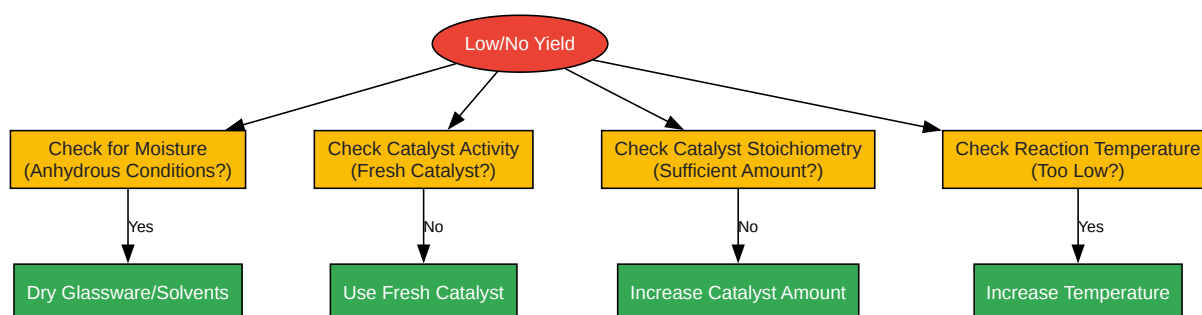 Low/No Yield
Check for Moisture
(Anhydrous Conditions?)
Check Catalyst Activity
(Fresh Catalyst?)
Check Catalyst Stoichiometry
(Sufficient Amount?)
Check Reaction Temperature
(Too Low?)
Yes
No
No
Yes
Dry Glassware/Solvents
Use Fresh Catalyst
Increase Catalyst Amount
Increase Temperature